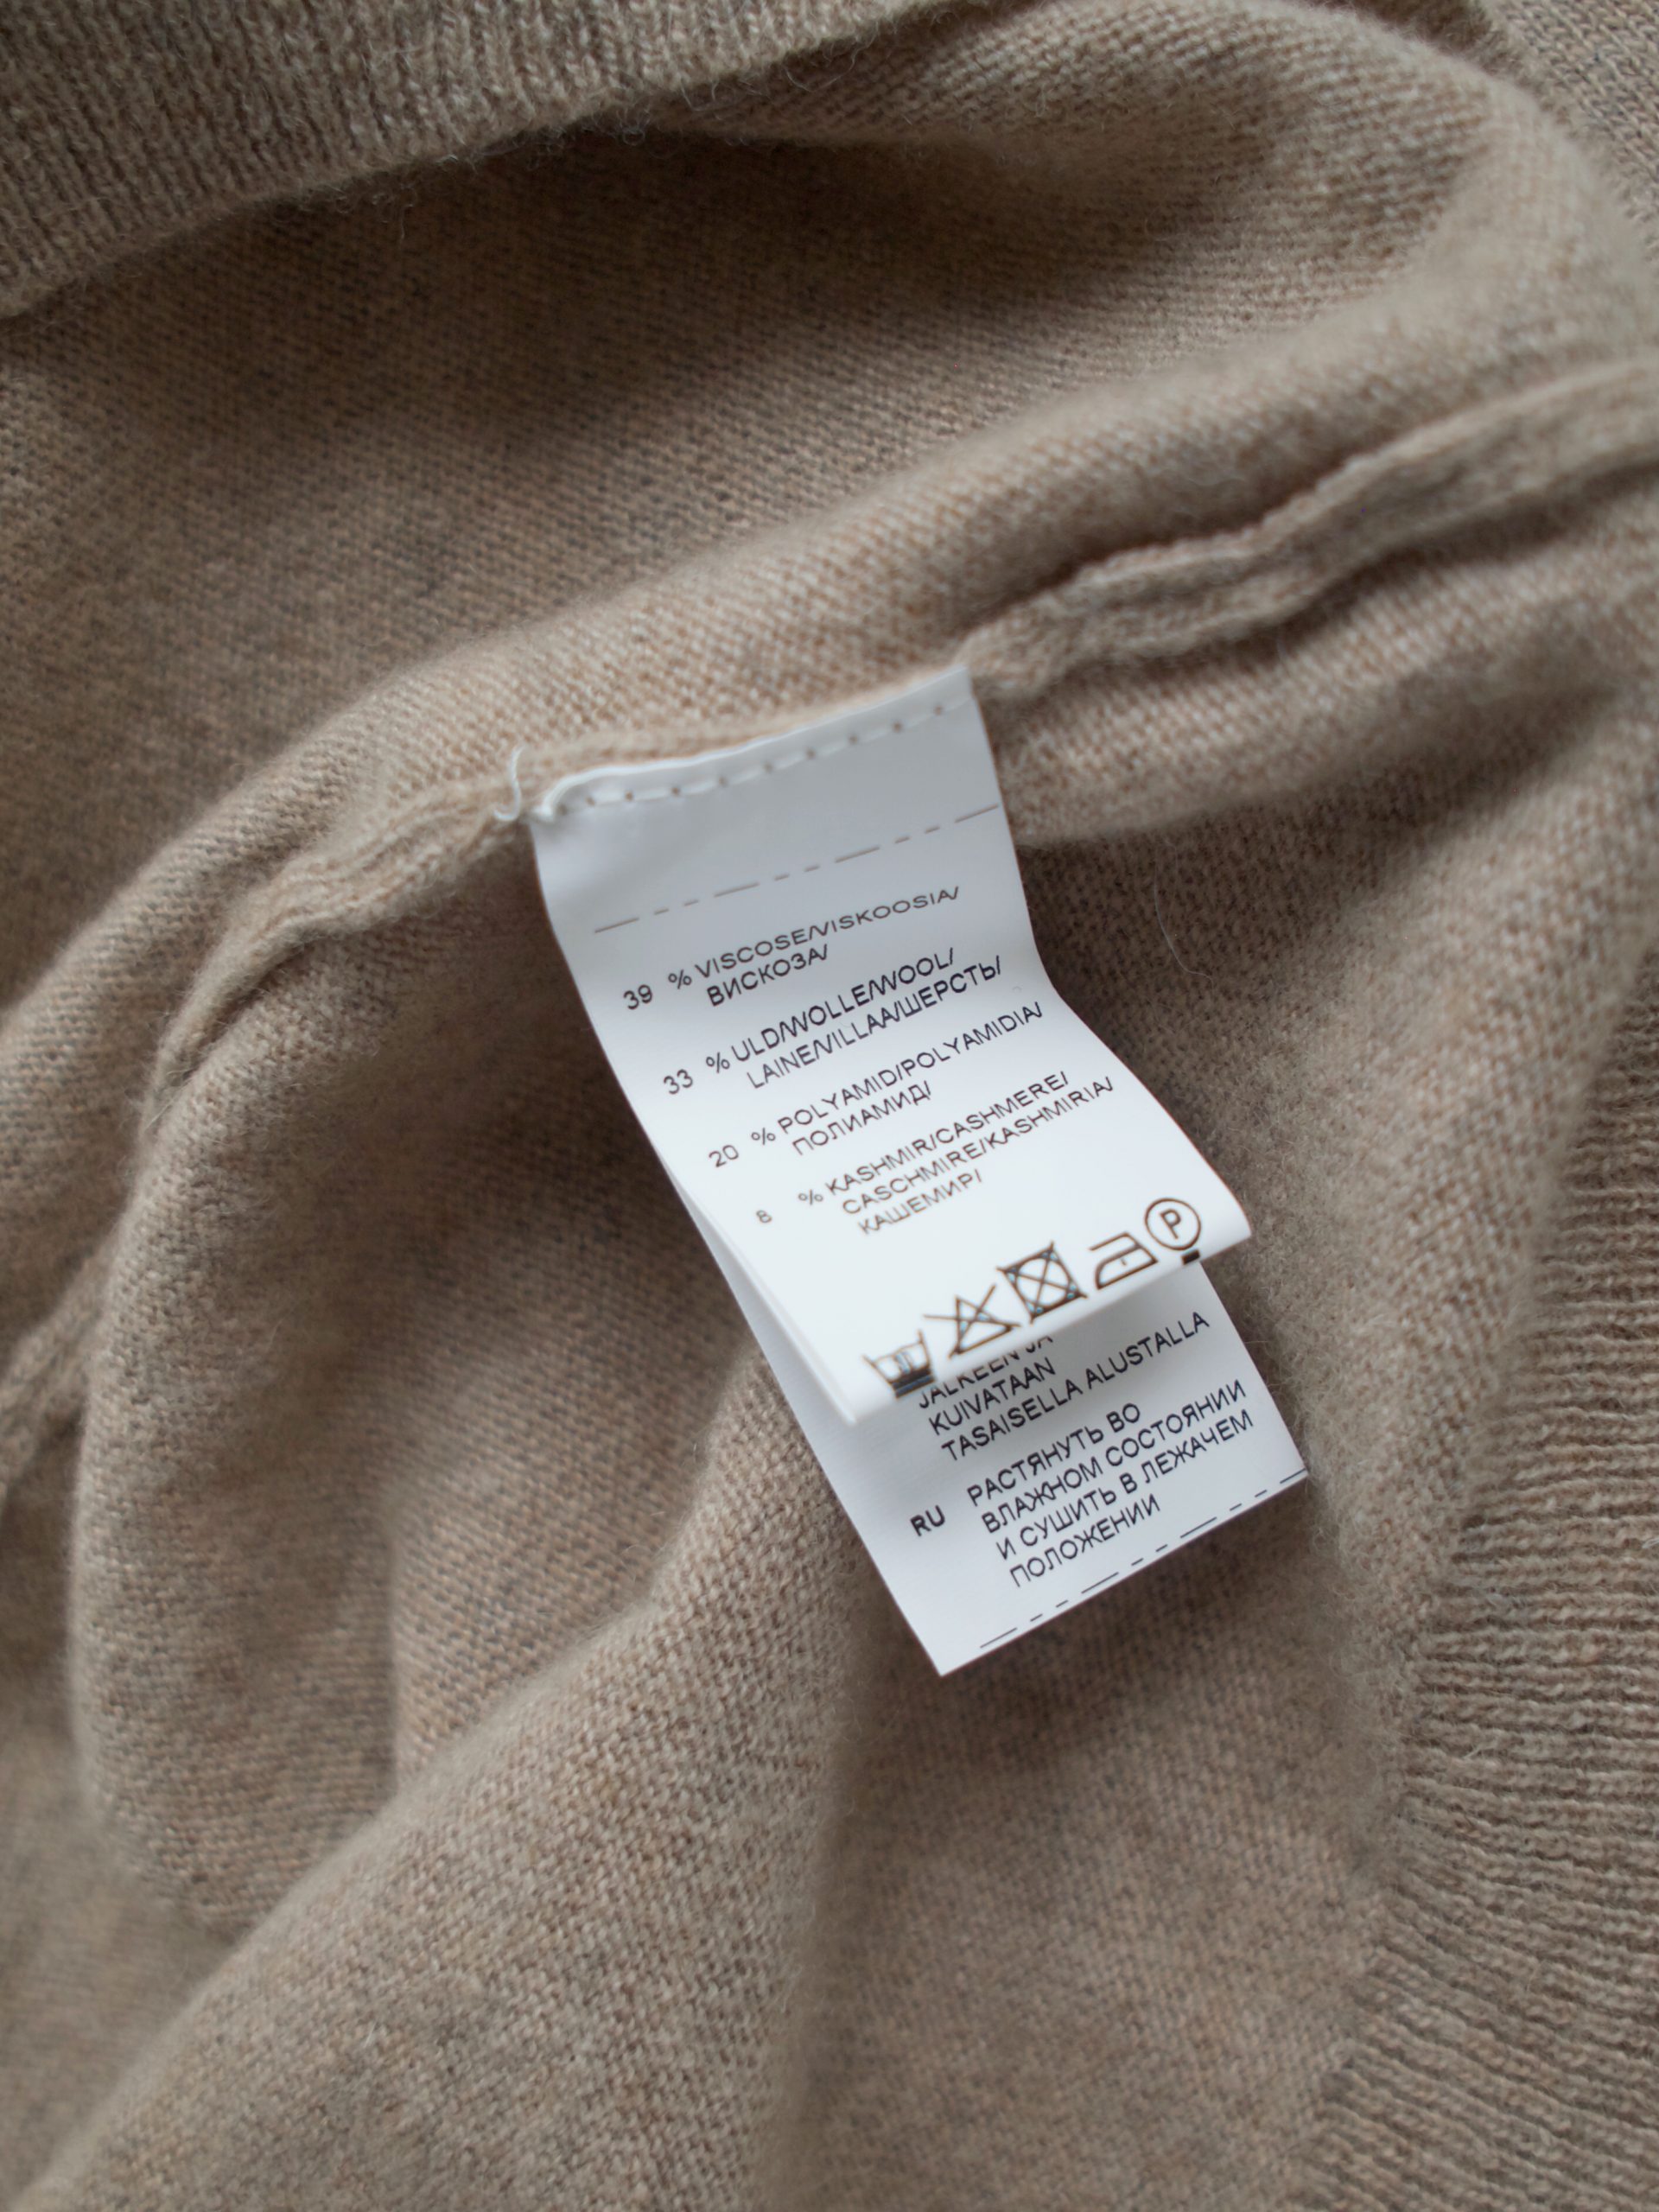 39 % VISCOSE/VISKOOSIA/
ВИСКОЗА/
33 % ULD/WOLLE/WOOL/
LAINE/VILLAA/ШЕРСТЬ/
20 % POLYAMID/POLYAMIDIA/
ПОЛИАМИД/
8 % KASHMIR/CASHMERE/
CASCHMIRE/KASHMIRIA/
КАШЕМИР/
P
JÄLKEEN JA
KUIVATAAN
TASAISELLA ALUSTALLA
RU РАСТЯНУТЬ ВО
ВЛАЖНОМ СОСТОЯНИИ
И СУШИТЬ В ЛЕЖАЧЕМ
ПОЛОЖЕНИИ